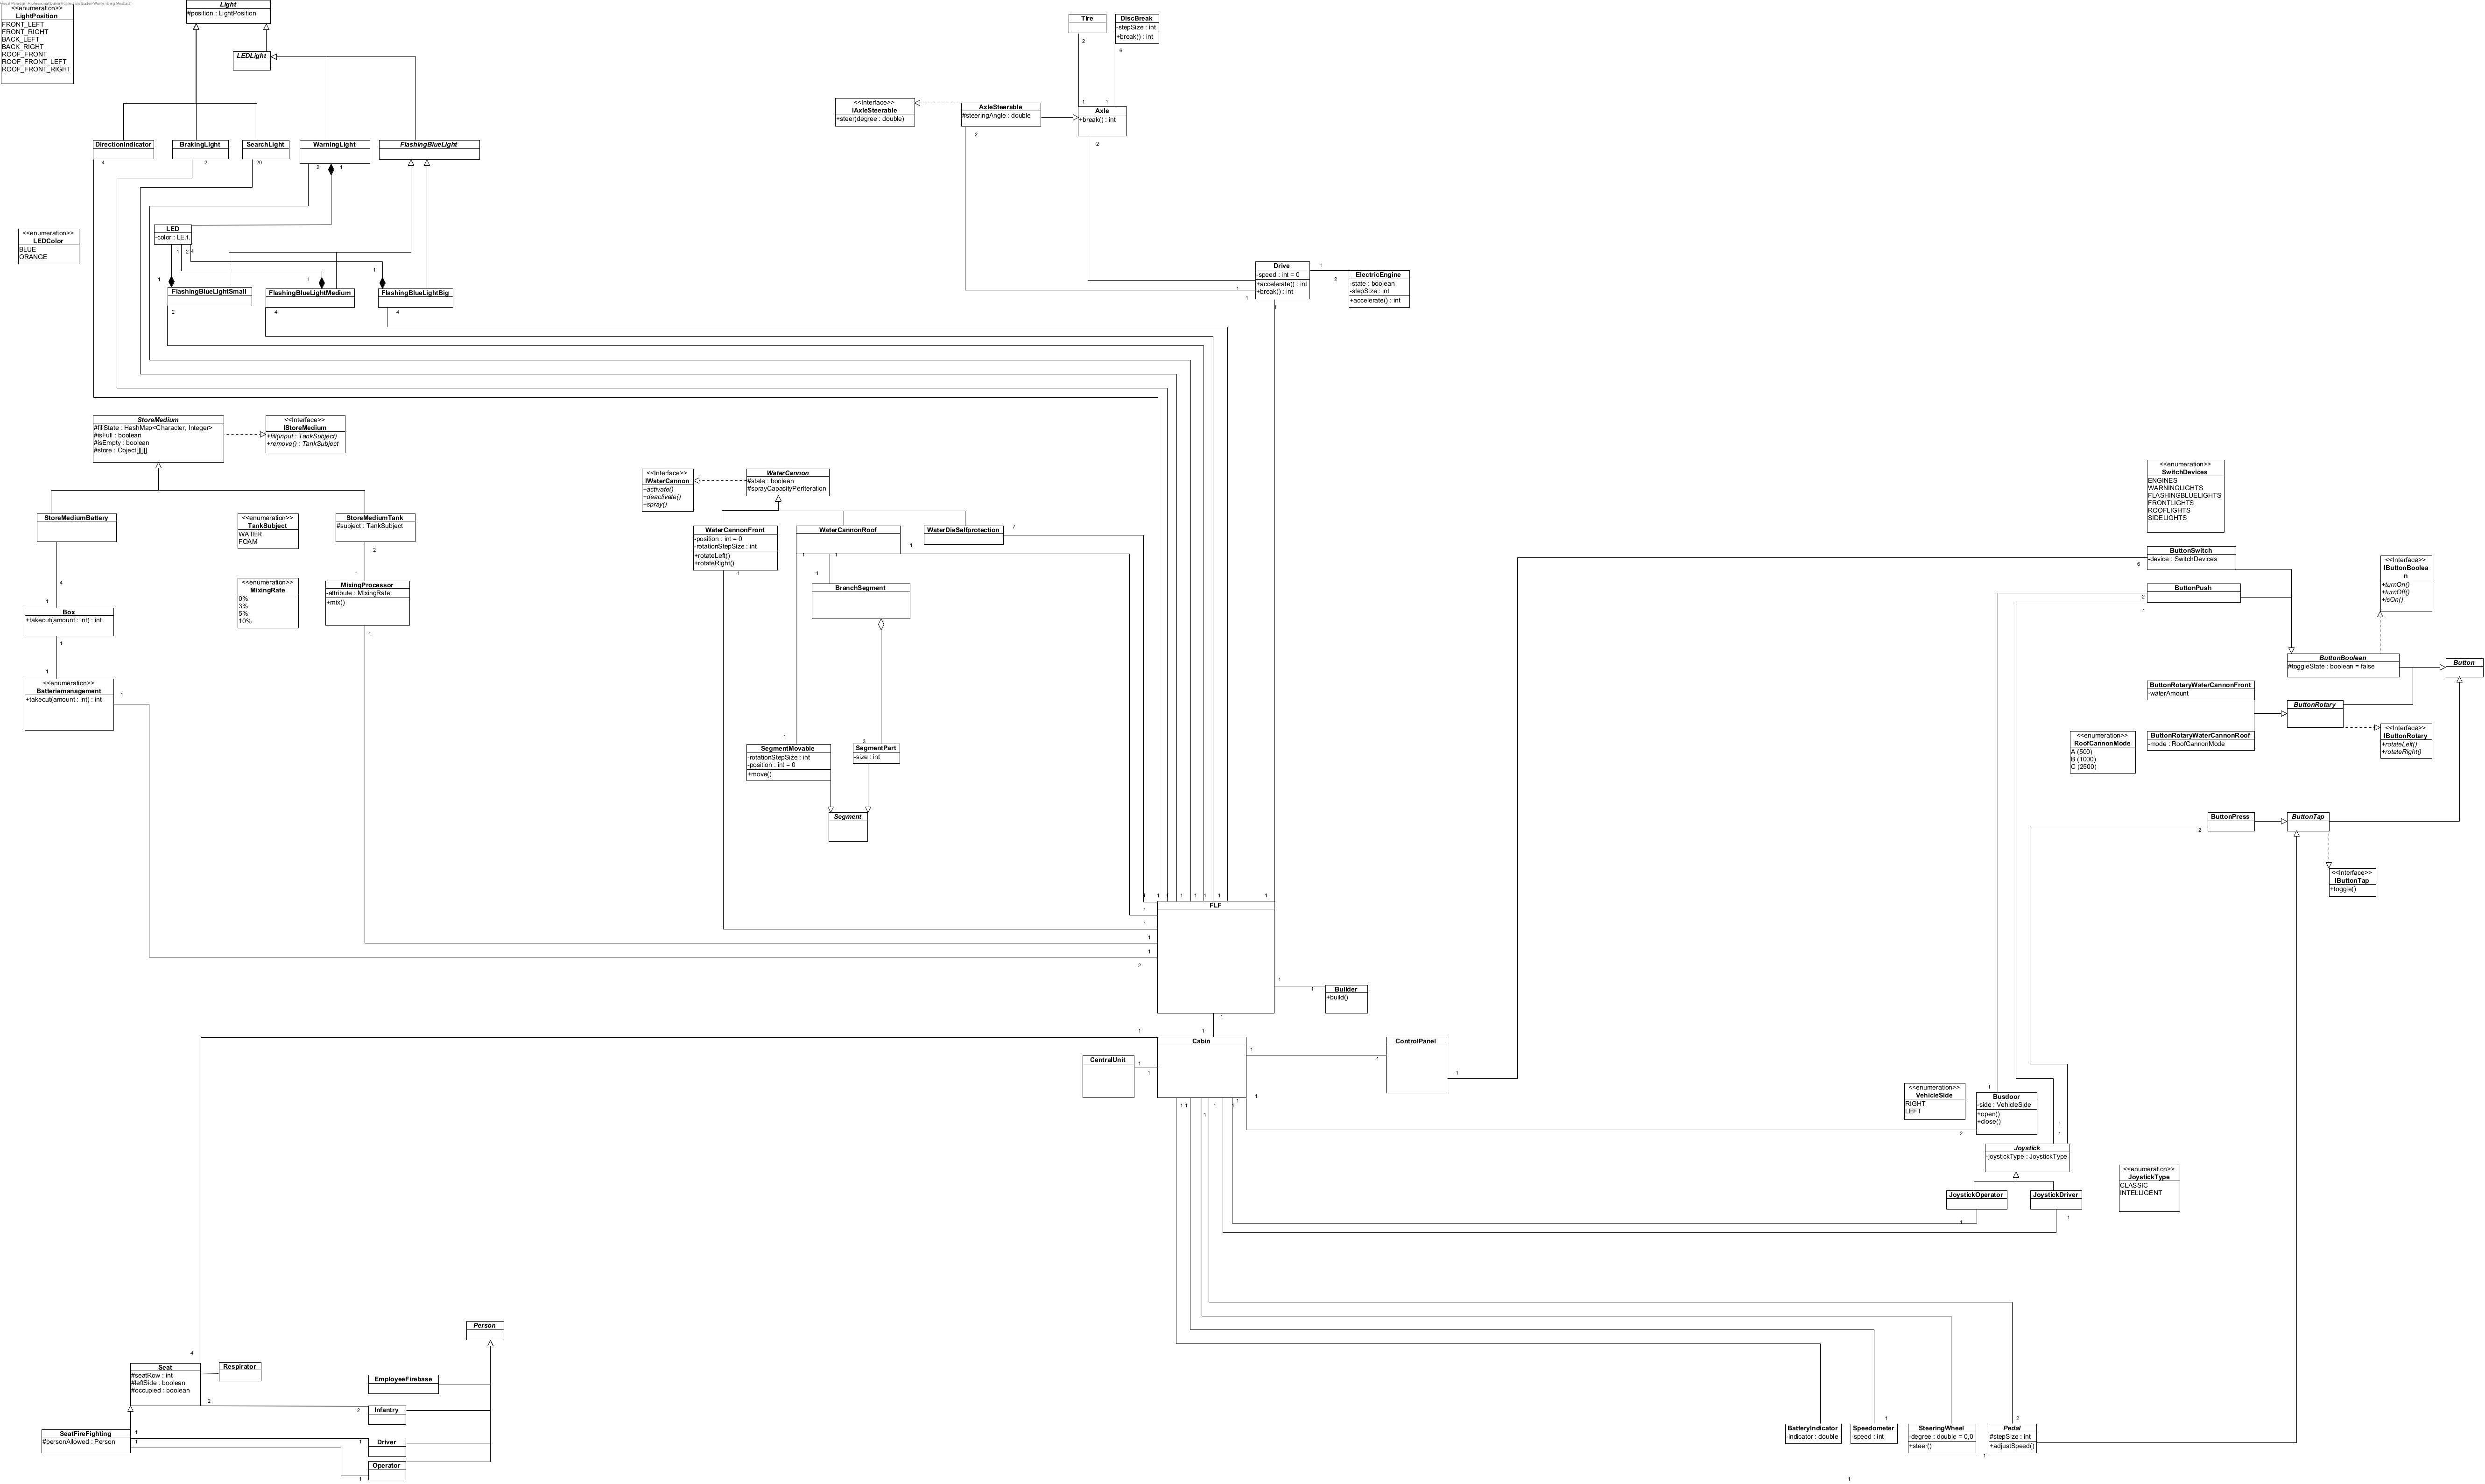 <<enumeration>>
LightPosition
FRONT_LEFT
FRONT_RIGHT
BACK_LEFT
BACK_RIGHT
ROOF_FRONT
ROOF_FRONT_LEFT
ROOF_FRONT_RIGHT
Light
#position : LightPosition
LEDLight
Tire
DiscBreak
-stepSize : int
+break() : int
2
6
<<Interface>>
IAxleSteerable
+steer(degree : double)
AxleSteerable
#steeringAngle : double
1
1
Axle
+break() : int
2
2
DirectionIndicator
BrakingLight
SearchLight
WarningLight
FlashingBlueLight
4
2
20
2
1
<<enumeration>>
LEDColor
BLUE
ORANGE
LED
-color : LE...
1
2
4
1
1
1
FlashingBlueLightSmall
FlashingBlueLightMedium
FlashingBlueLightBig
2
4
4
Drive
-speed : int = 0
+accelerate() : int
+break() : int
1
2
1
1
1
ElectricEngine
-state : boolean
-stepSize : int
+accelerate() : int
StoreMedium
#fillState : HashMap<Character, Integer>
#isFull : boolean
#isEmpty : boolean
#store : Object[][][]
<<Interface>>
IStoreMedium
+fill(input : TankSubject)
+remove() : TankSubject
<<Interface>>
IWaterCannon
+activate()
+deactivate()
+spray()
WaterCannon
#state : boolean
#sprayCapacityPerIteration
<<enumeration>>
SwitchDevices
ENGINES
WARNINGLIGHTS
FLASHINGBLUELIGHTS
FRONTLIGHTS
ROOFLIGHTS
SIDELIGHTS
StoreMediumBattery
<<enumeration>>
TankSubject
WATER
FOAM
StoreMediumTank
#subject : TankSubject
2
WaterCannonFront
-position : int = 0
-rotationStepSize : int
+rotateLeft()
+rotateRight()
1
WaterCannonRoof
1
1
1
WaterDieSelfprotection
7
ButtonSwitch
-device : SwitchDevices
6
<<Interface>>
IButtonBoolea
n
+turnOn()
+turnOff()
+isOn()
4
1
<<enumeration>>
MixingRate
0%
3%
5%
10%
1
MixingProcessor
-attribute : MixingRate
+mix()
1
1
BranchSegment
ButtonPush
2
1
Box
+takeout(amount : int) : int
1
1
ButtonBoolean
#toggleState : boolean = false
Button
<<enumeration>>
Batteriemanagement
+takeout(amount : int) : int
1
ButtonRotaryWaterCannonFront
-waterAmount
ButtonRotary
<<Interface>>
IButtonRotary
+rotateLeft()
+rotateRight()
<<enumeration>>
RoofCannonMode
A (500)
B (1000)
C (2500)
ButtonRotaryWaterCannonRoof
-mode : RoofCannonMode
1
3
SegmentMovable
-rotationStepSize : int
-position : int = 0
+move()
SegmentPart
-size : int
Segment
ButtonPress
2
ButtonTap
<<Interface>>
IButtonTap
+toggle()
1
1
1
1
1
1
1
1
1
FLF
1
1
1
1
2
1
1
Builder
+build()
1
1
1
Cabin
CentralUnit
1
1
1
1
ControlPanel
1
1
1
1
1
1
1
1
1
<<enumeration>>
VehicleSide
RIGHT
LEFT
1
Busdoor
-side : VehicleSide
+open()
+close()
2
1
1
Joystick
-joystickType : JoystickType
<<enumeration>>
JoystickType
CLASSIC
INTELLIGENT
JoystickOperator
JoystickDriver
1
1
Person
4
Seat
#seatRow : int
#leftSide : boolean
#occupied : boolean
Respirator
EmployeeFirebase
2
2
Infantry
SeatFireFighting
#personAllowed : Person
1
1
1
Driver
Operator
1
1
2
BatteryIndicator
-indicator : double
Speedometer
-speed : int
SteeringWheel
-degree : double = 0,0
+steer()
Pedal
#stepSize : int
+adjustSpeed()
1
1